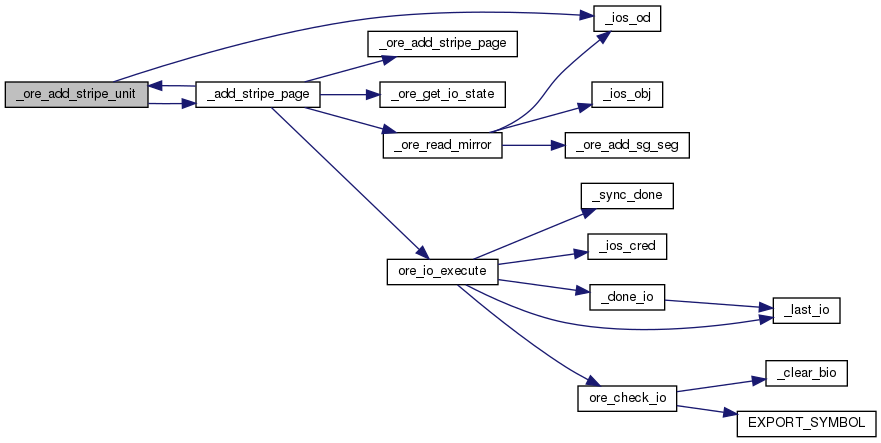 _ios_od
_ore_add_stripe_page
_ore_add_stripe_unit
_add_stripe_page
_ore_get_io_state
_ios_obj
_ore_read_mirror
_ore_add_sg_seg
_sync_done
_ios_cred
ore_io_execute
_done_io
_last_io
_clear_bio
ore_check_io
EXPORT_SYMBOL